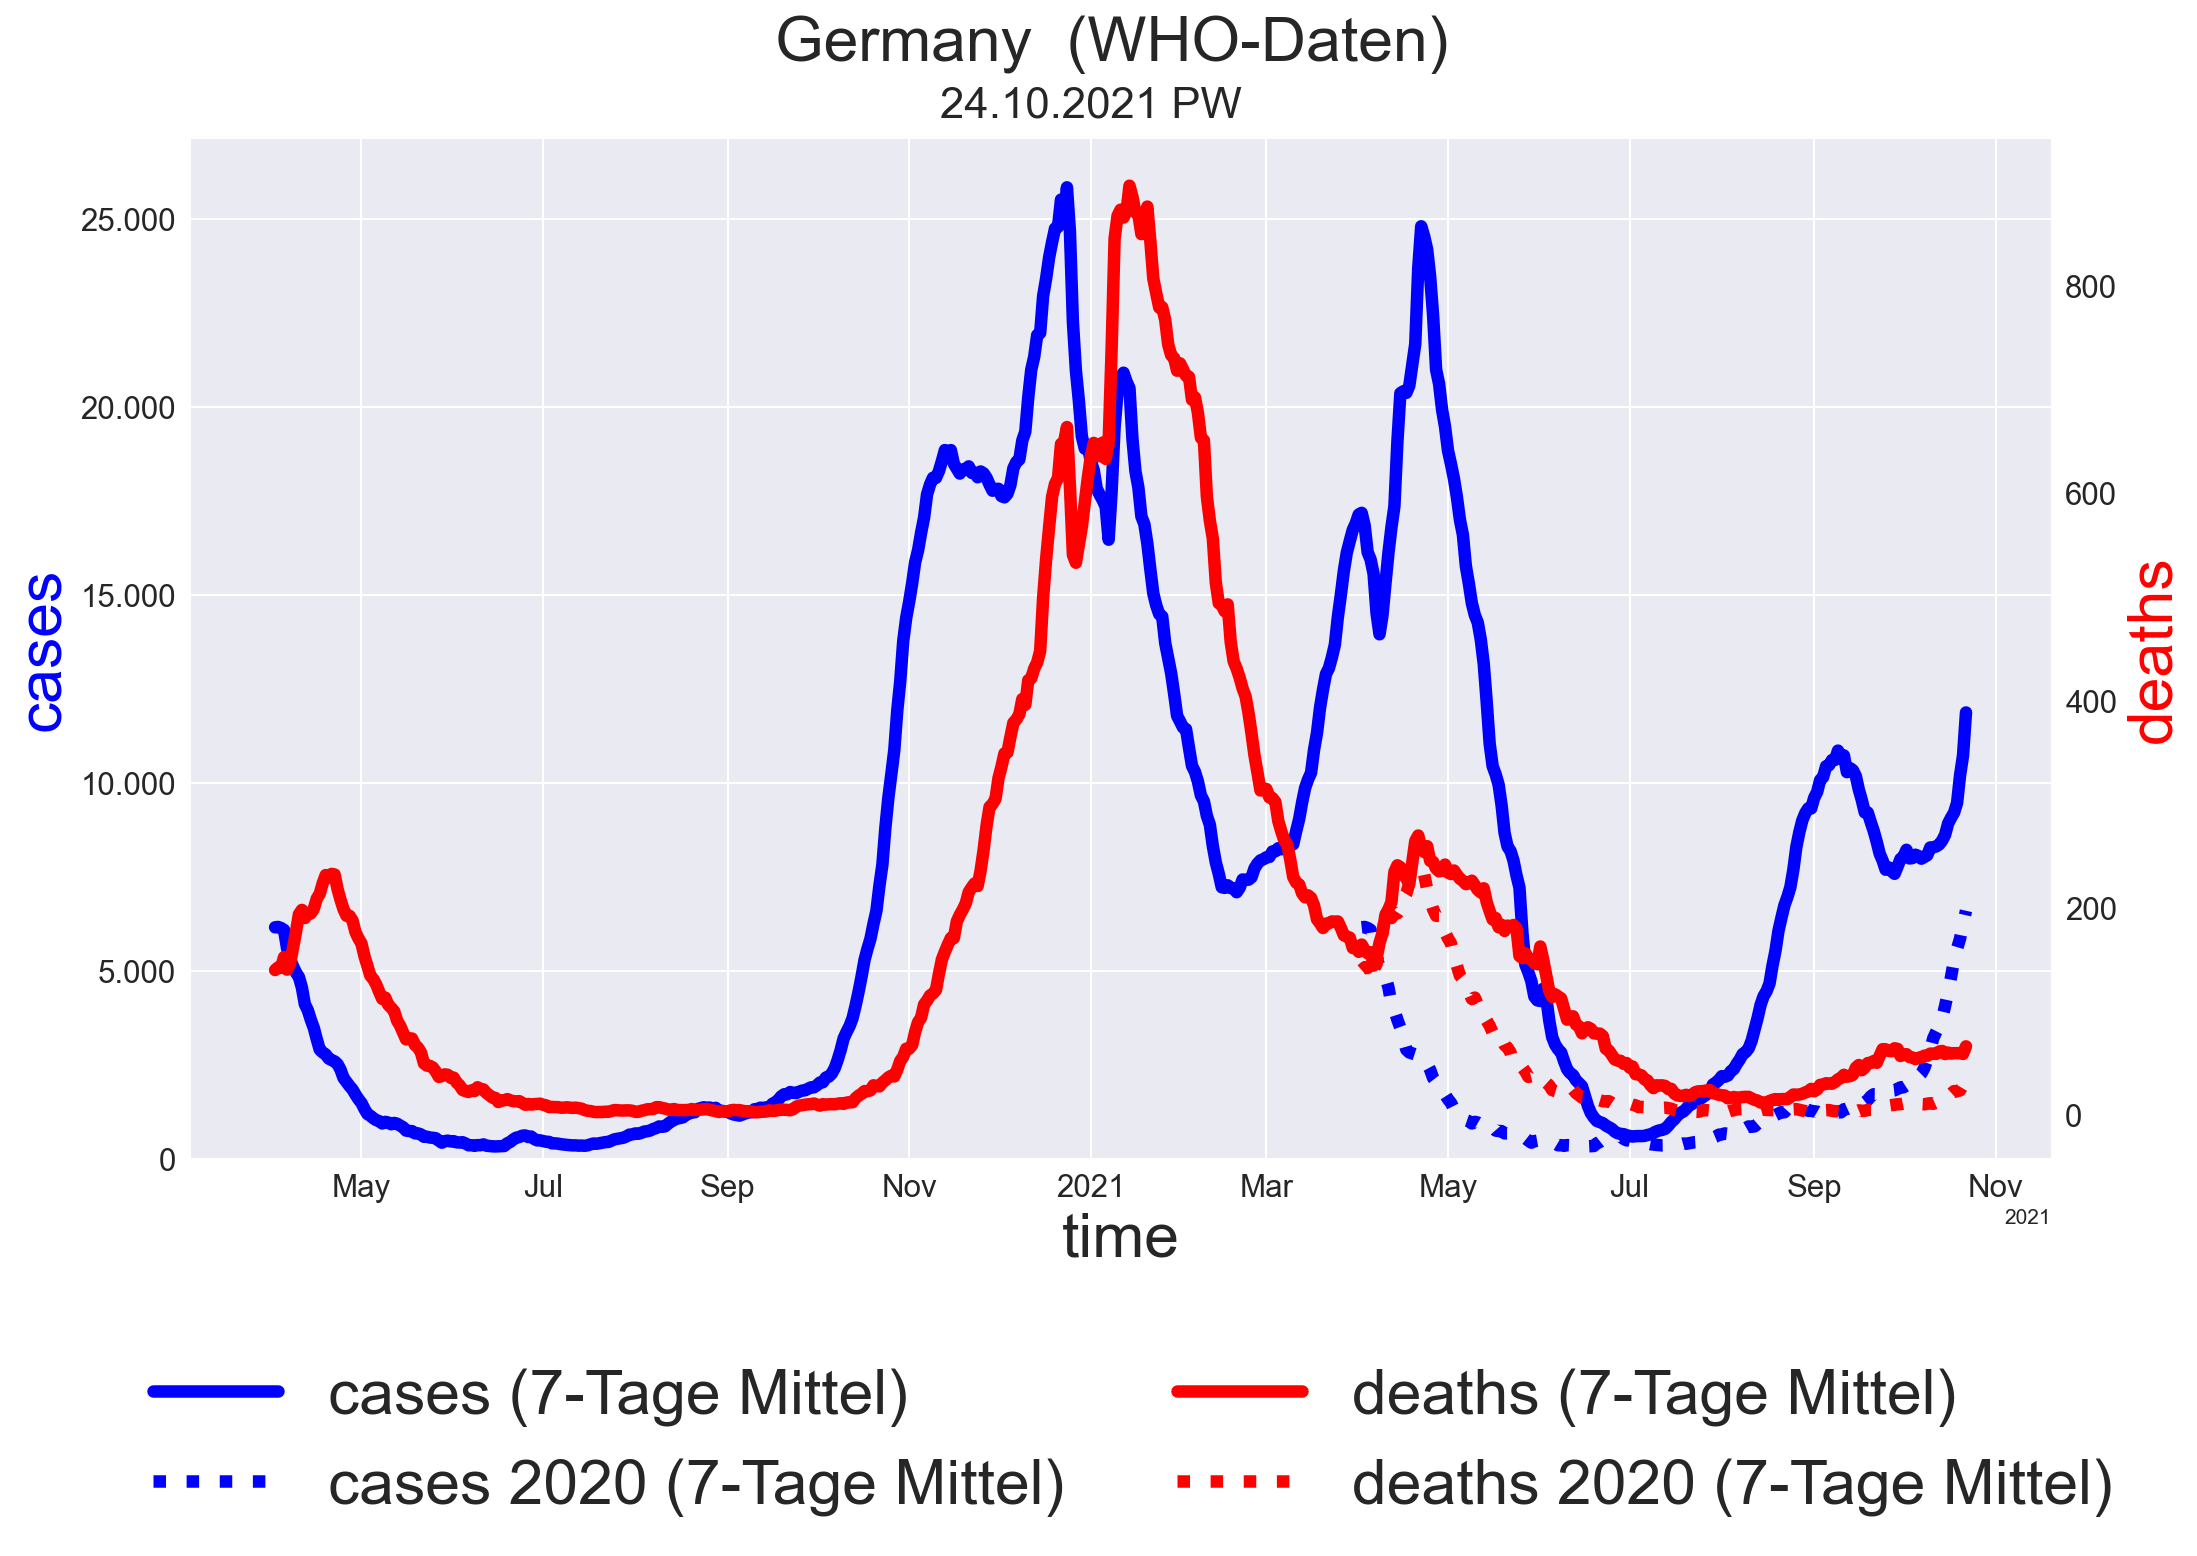 Germany  (WHO-Daten)
24.10.2021 PW
cases
25.000
20.000
15.000
10.000
5.000
0
800
600
400
200
0
deaths
May
Jul
Sep
Nov
2021
Mar
May
Jul
Sep
Nov
2021
time
cases (7-Tage Mittel)
cases 2020 (7-Tage Mittel)
deaths (7-Tage Mittel)
deaths 2020 (7-Tage Mittel)